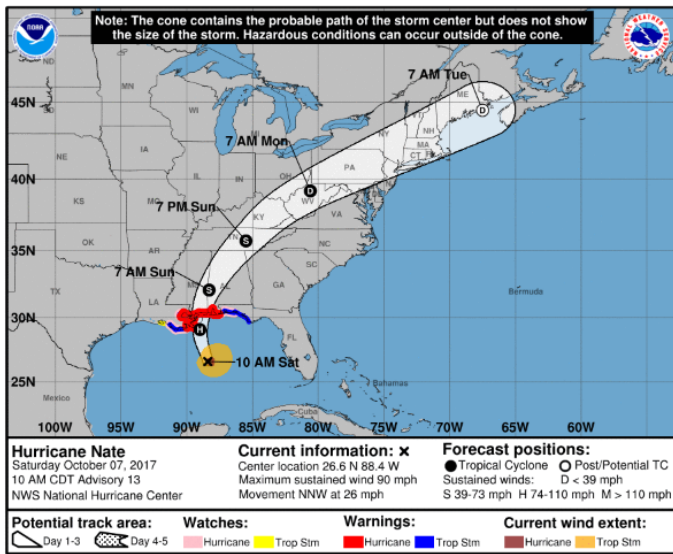 Note: The cone contains the probable path of the storm center but does not show
the size of the storm. Hazardous conditions can occur outside of the cone.
NOAA
NATIONAL WEATHER SERVICE
7 AM Tue
ND
MN
ME
45N
WI
VT
NH
NY
MA
CT
MI
7 AM Mon
IA
NE
PA
40N
IL
IN
OH
WV
VA
KS
MO
KY
7 PM Sun
TN
NC
OK
AR
35N
SC
7 AM Sun
MS
AL
GA
TX
LA
Bermuda
30N
H
S
S
D
D
FL
10 AM Sat
25N
Mexico
Bahamas
Cuba
100W
95W
90W
85W
80W
75W
70W
65W
60W
Hurricane Nate
Saturday October 07, 2017
10 AM CDT Advisory 13
NWS National Hurricane Center
Current information: ×
Center location 26.6 N 88.4 W
Maximum sustained wind 90 mph
Movement NNW at 26 mph
Forecast positions:
Tropical Cyclone Post/Potential TC
Sustained winds: D < 39 mph
S 39-73 mph H 74-110 mph M > 110 mph
Potential track area:
Day 1-3 Day 4-5
Watches:
Hurricane Trop Stm
Warnings:
Hurricane Trop Stm
Current wind extent:
Hurricane Trop Stm